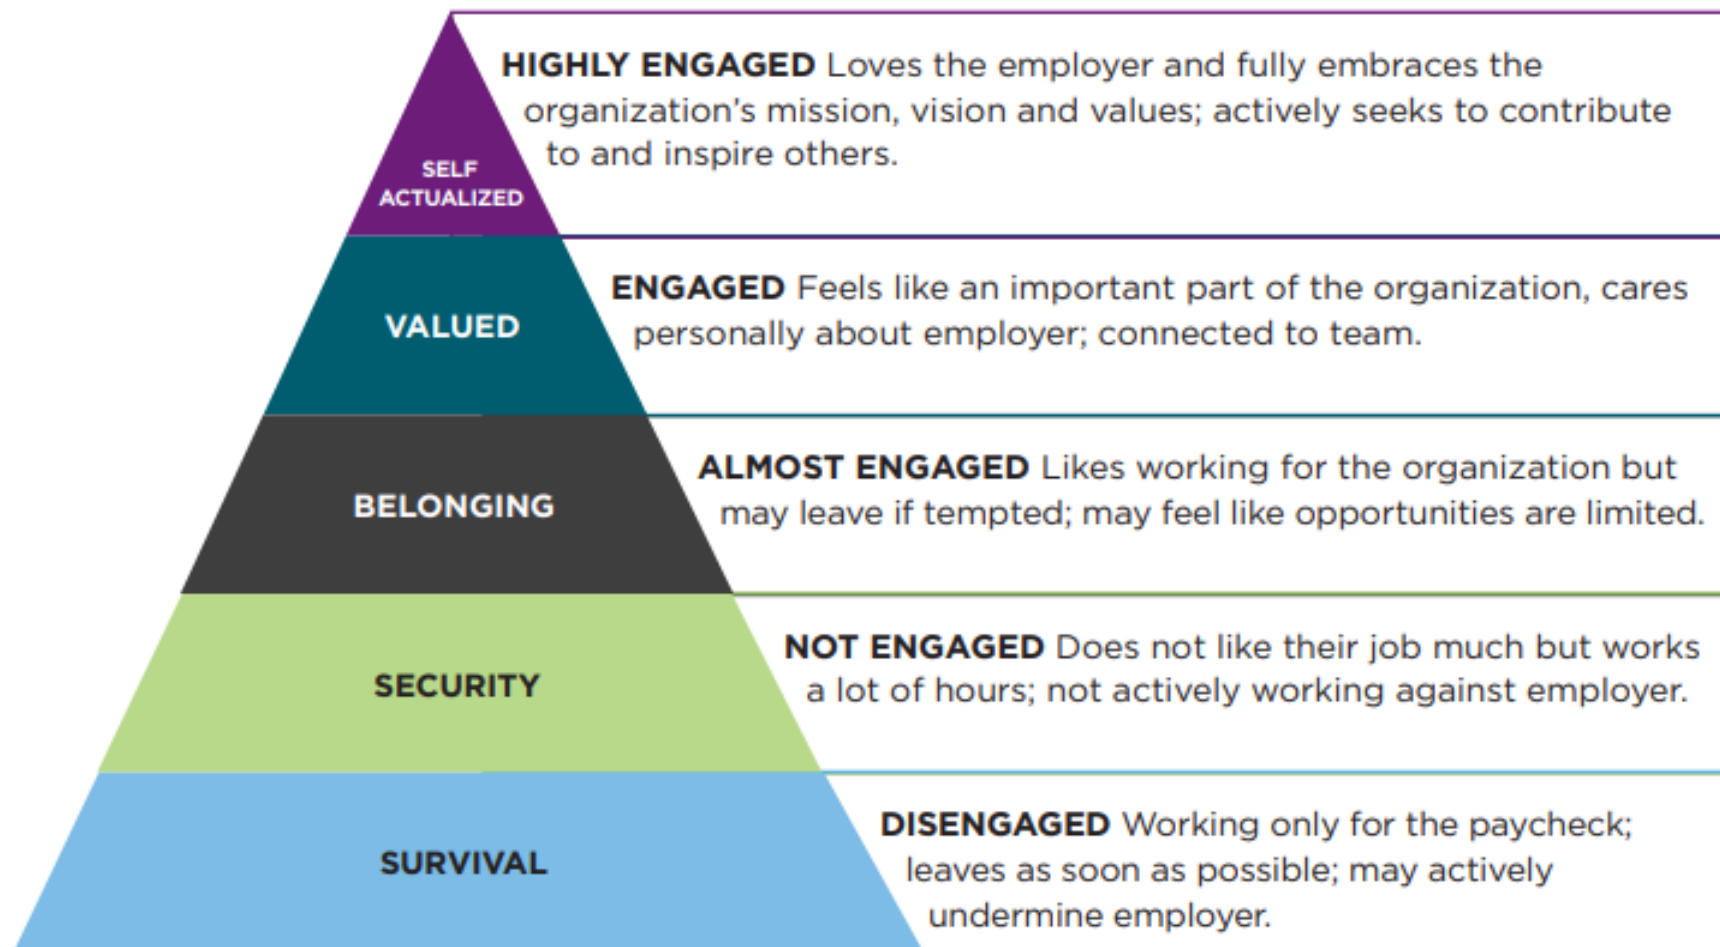 HIGHLY ENGAGED Loves the employer and fully embraces the
organization's mission, vision and values; actively seeks to contribute
to and inspire others.
SELF
ACTUALIZED
ENGAGED Feels like an important part of the organization, cares
personally about employer; connected to team.
VALUED
ALMOST ENGAGED Likes working for the organization but
may leave if tempted; may feel like opportunities are limited.
BELONGING
NOT ENGAGED Does not like their job much but works
a lot of hours; not actively working against employer.
SECURITY
DISENGAGED Working only for the paycheck;
leaves as soon as possible; may actively
undermine employer.
SURVIVAL